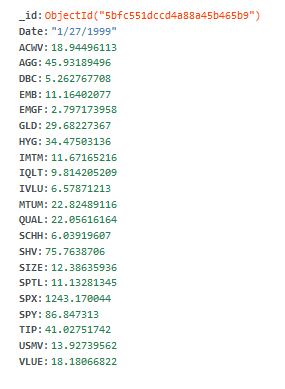 _id: ObjectId("5bfc551dccd4a88a45b465b9")
Date: "1/27/1999"
ACWV: 18.94496113
AGG: 45.93189496
DBC: 5.262767708
EMB: 11.16402077
EMGF: 2.797173958
GLD: 29.68227367
HYG: 34.47503136
IMTM: 11.67165216
IQLT: 9.814205209
IVLU: 6.57871213
MTUM: 22.82489116
QUAL: 22.05616164
SCHH: 6.03919607
SHV: 75.7638706
SIZE: 12.38635936
SPTL: 11.13281345
SPX: 1243.170044
SPY: 86.847313
TIP: 41.02751742
USMV: 13.92739562
VLUE: 18.18066822